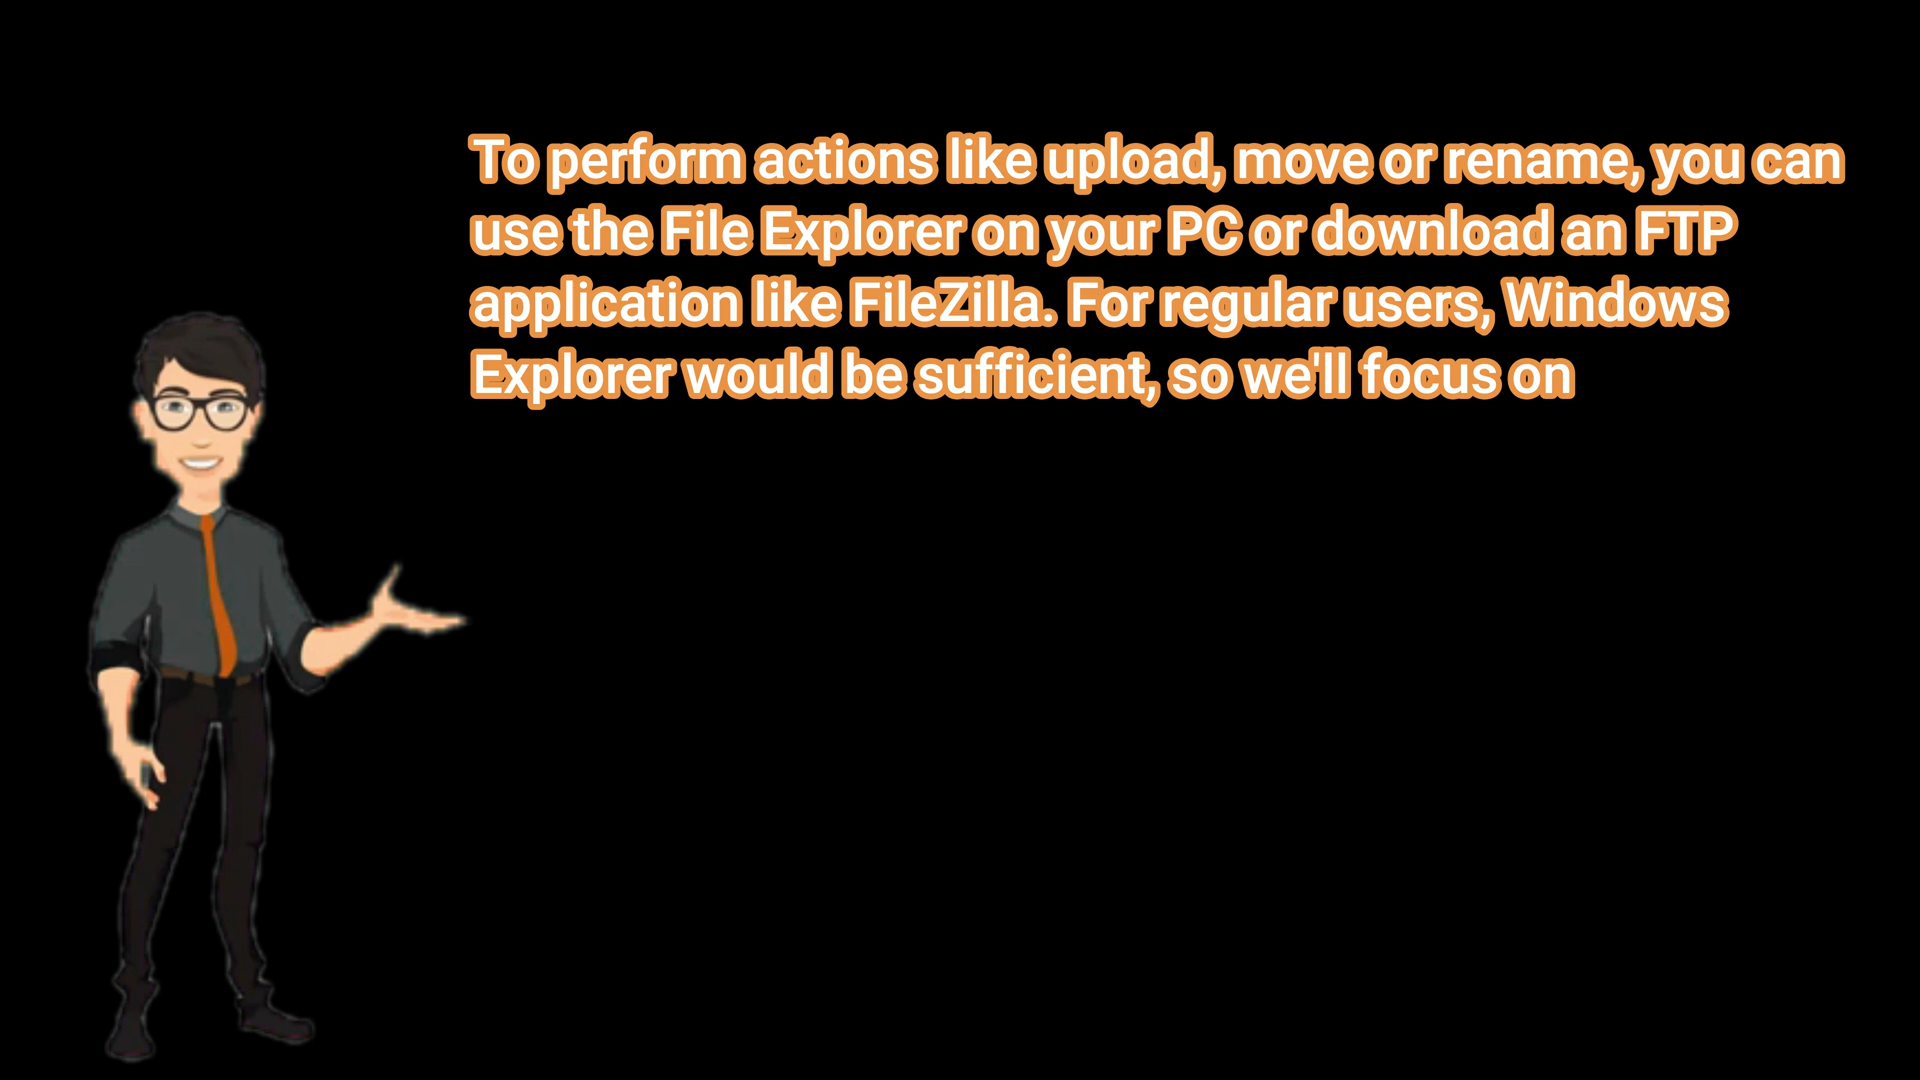 To perform actions like upload, move or rename, you can
use the File Explorer on your PC or download an FTP
application like FileZilla. For regular users, Windows
Explorer would be sufficient, so we'll focus on